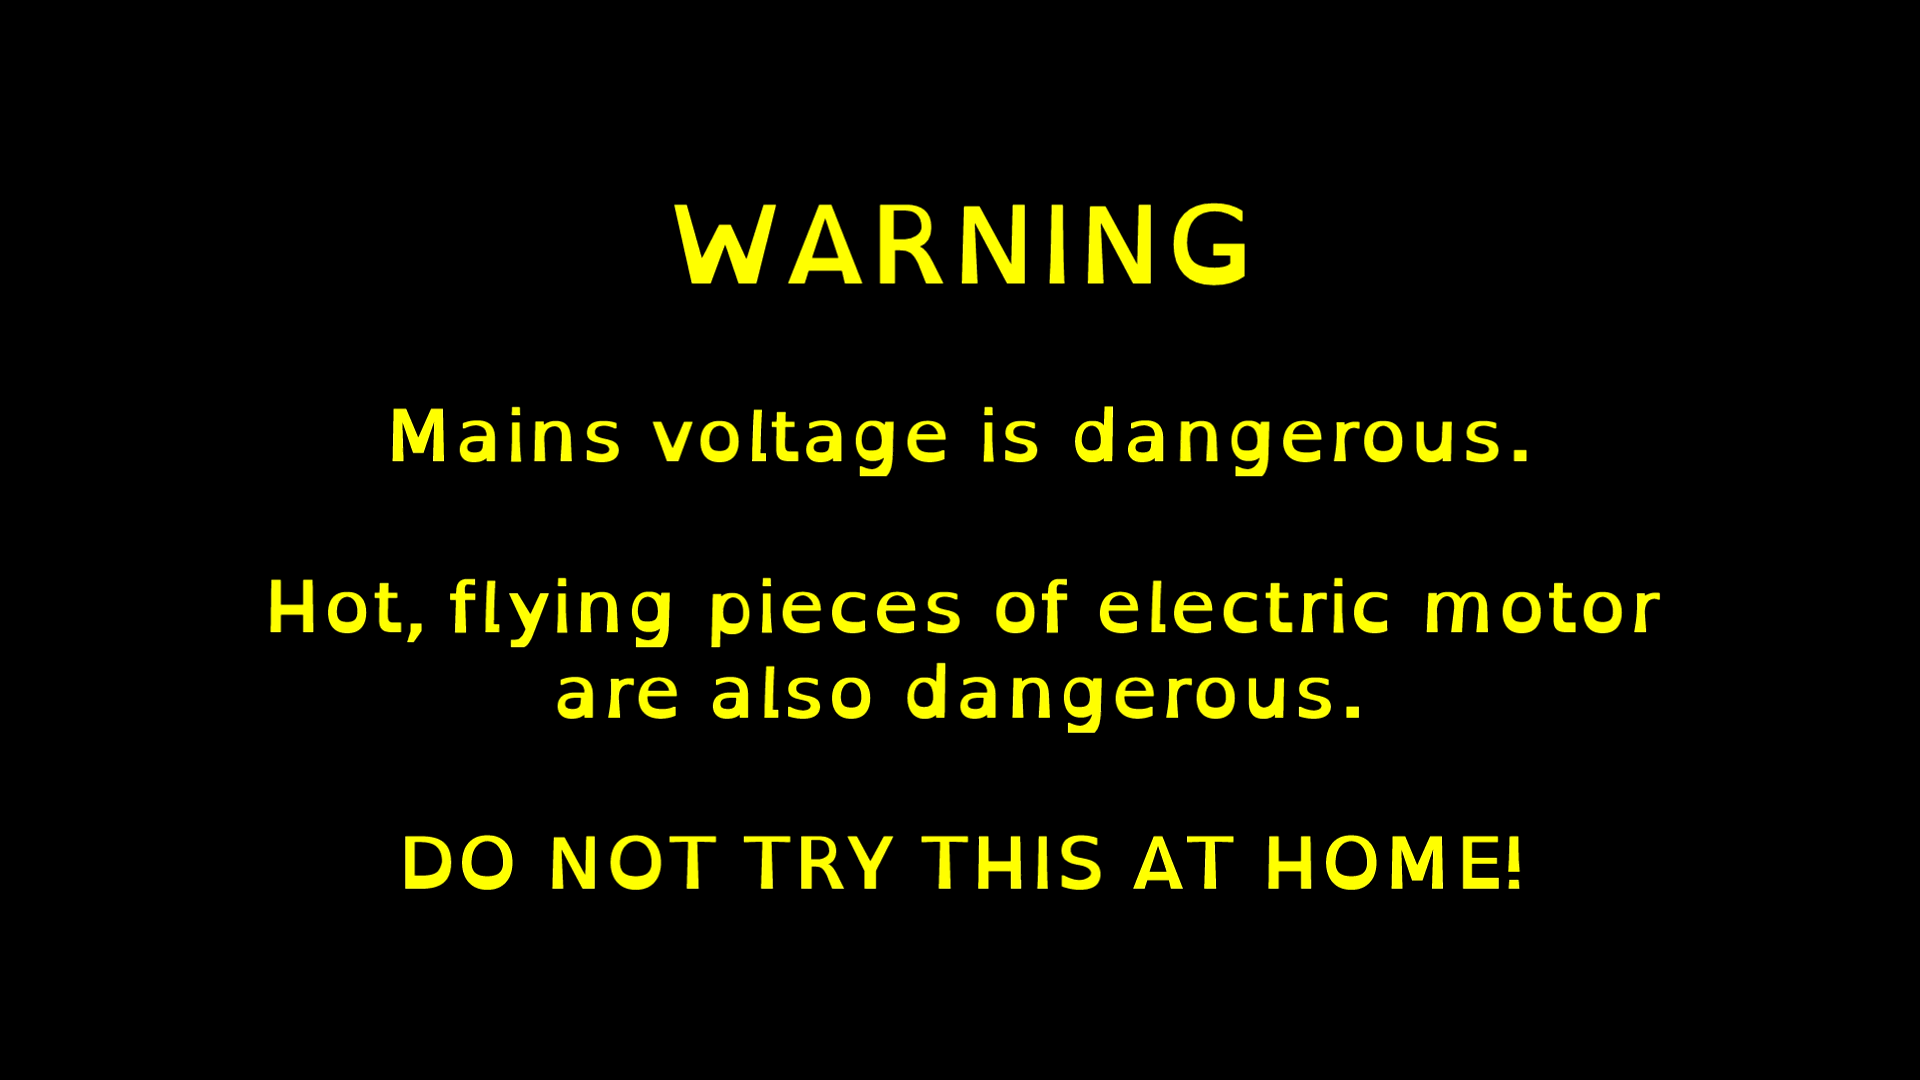 WARNING
Mains voltage is dangerous.
Hot, flying pieces of electric motor
are also dangerous.
DO NOT TRY THIS AT HOME!